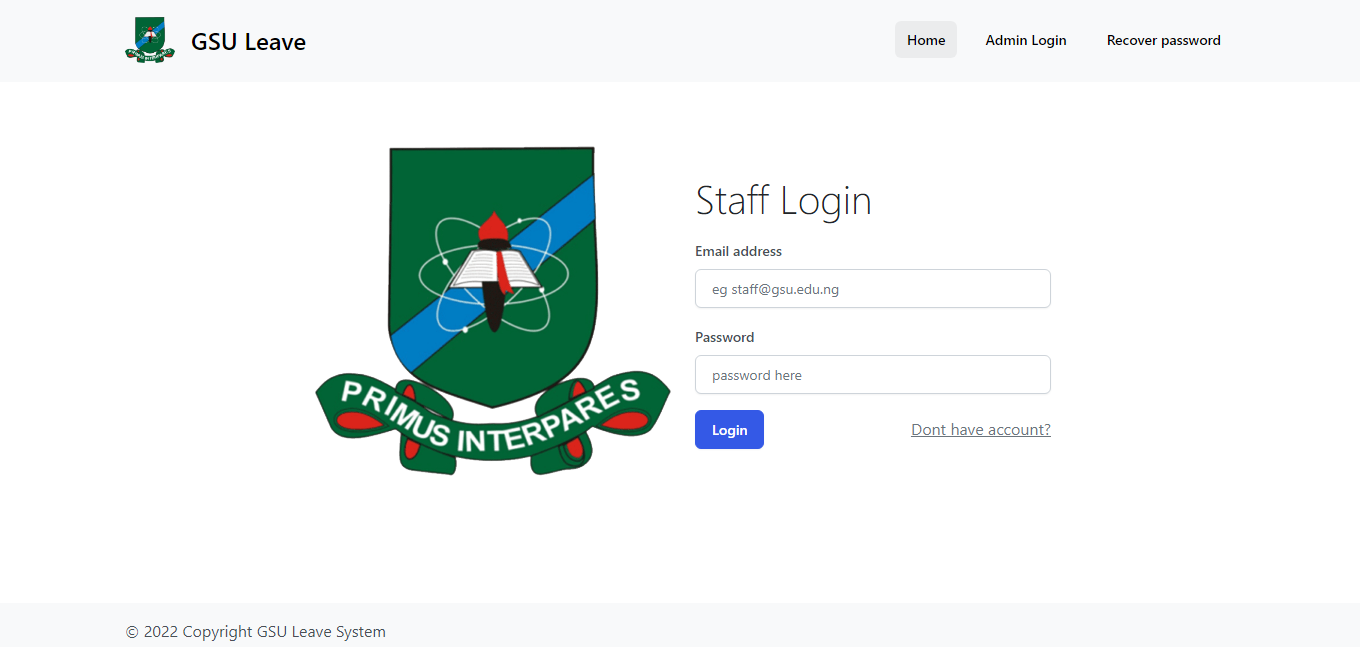 GSU Leave
Home
Admin Login
Recover password
PRIMUS INTERPARES
Staff Login
Email address
eg staff@gsu.edu.ng
Password
password here
Login
Dont have account?
© 2022 Copyright GSU Leave System